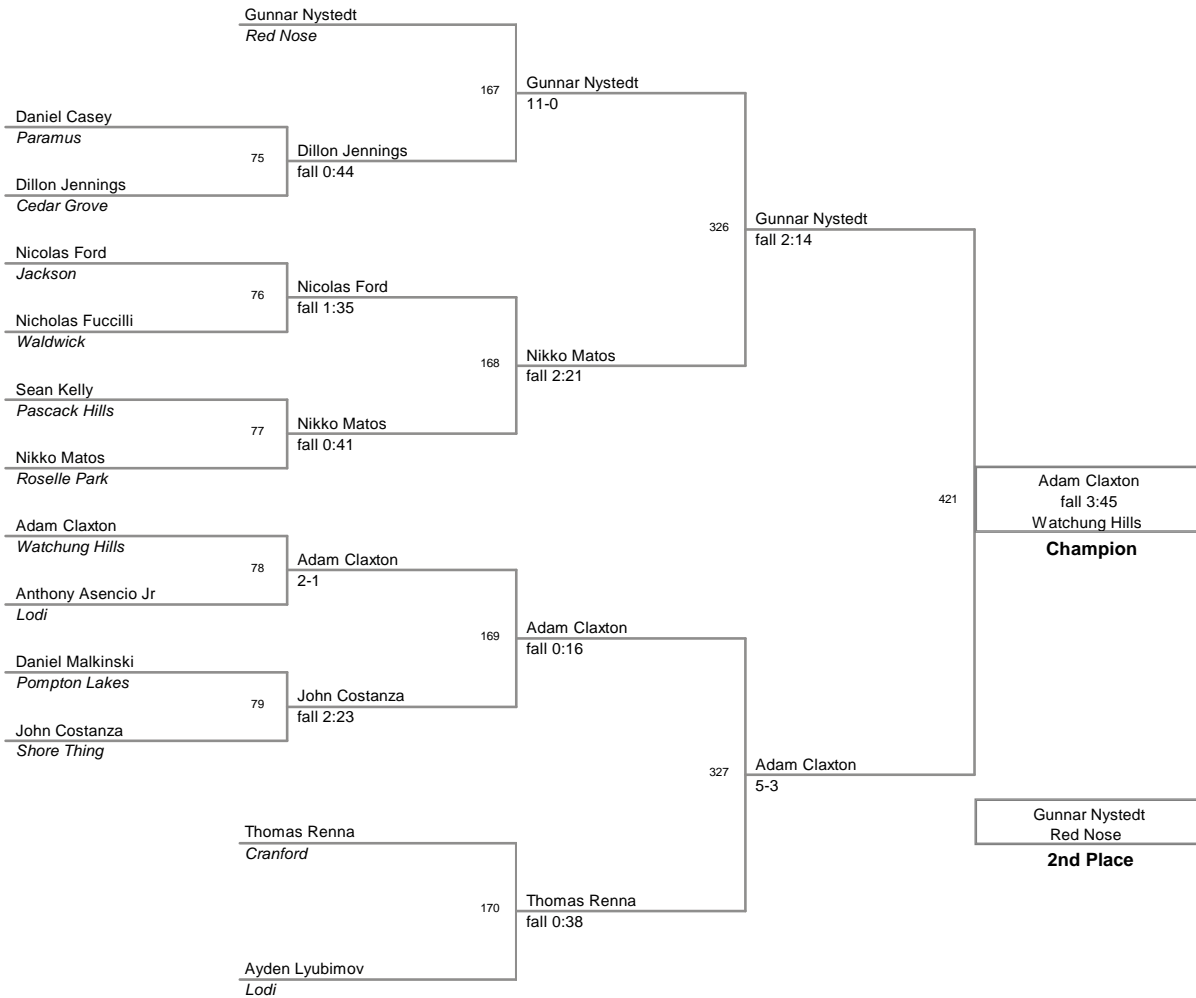 Gunnar Nystedt
Red Nose
167
Gunnar Nystedt
11-0
Daniel Casey
Paramus
75
Dillon Jennings
fall 0:44
Dillon Jennings
Cedar Grove
326
Gunnar Nystedt
fall 2:14
Nicolas Ford
Jackson
76
Nicolas Ford
fall 1:35
Nicholas Fuccilli
Waldwick
168
Nikko Matos
fall 2:21
Sean Kelly
Pascack Hills
77
Nikko Matos
fall 0:41
Nikko Matos
Roselle Park
421
Adam Claxton
fall 3:45
Watchung Hills
Champion
Adam Claxton
Watchung Hills
78
Adam Claxton
2-1
Anthony Asencio Jr
Lodi
169
Adam Claxton
fall 0:16
Daniel Malkinski
Pompton Lakes
79
John Costanza
fall 2:23
John Costanza
Shore Thing
327
Adam Claxton
5-3
Gunnar Nystedt
Red Nose
2nd Place
Thomas Renna
Cranford
170
Thomas Renna
fall 0:38
Ayden Lyubimov
Lodi